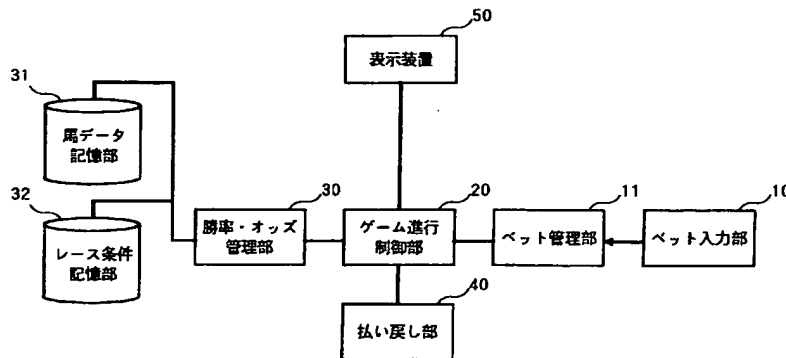 50
表示装置
31
馬データ
記憶部
32
レース条件
記憶部
30
勝率・オッズ
管理部
20
ゲーム進行
制御部
11
ベット管理部
10
ベット入力部
40
払い戻し部